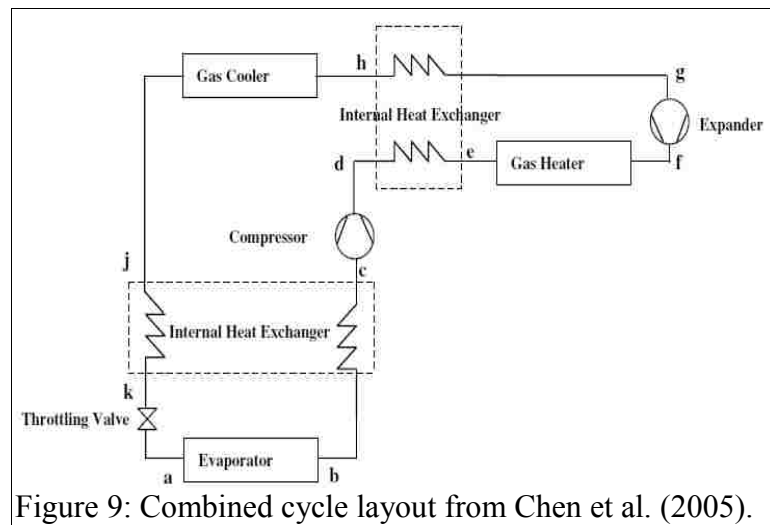 Gas Cooler
h
g
Internal Heat Exchanger
Expander
d
e
Gas Heater
f
Compressor
j
c
Internal Heat Exchanger
k
Throttling Valve
Evaporator
a
b
Figure 9: Combined cycle layout from Chen et al. (2005).